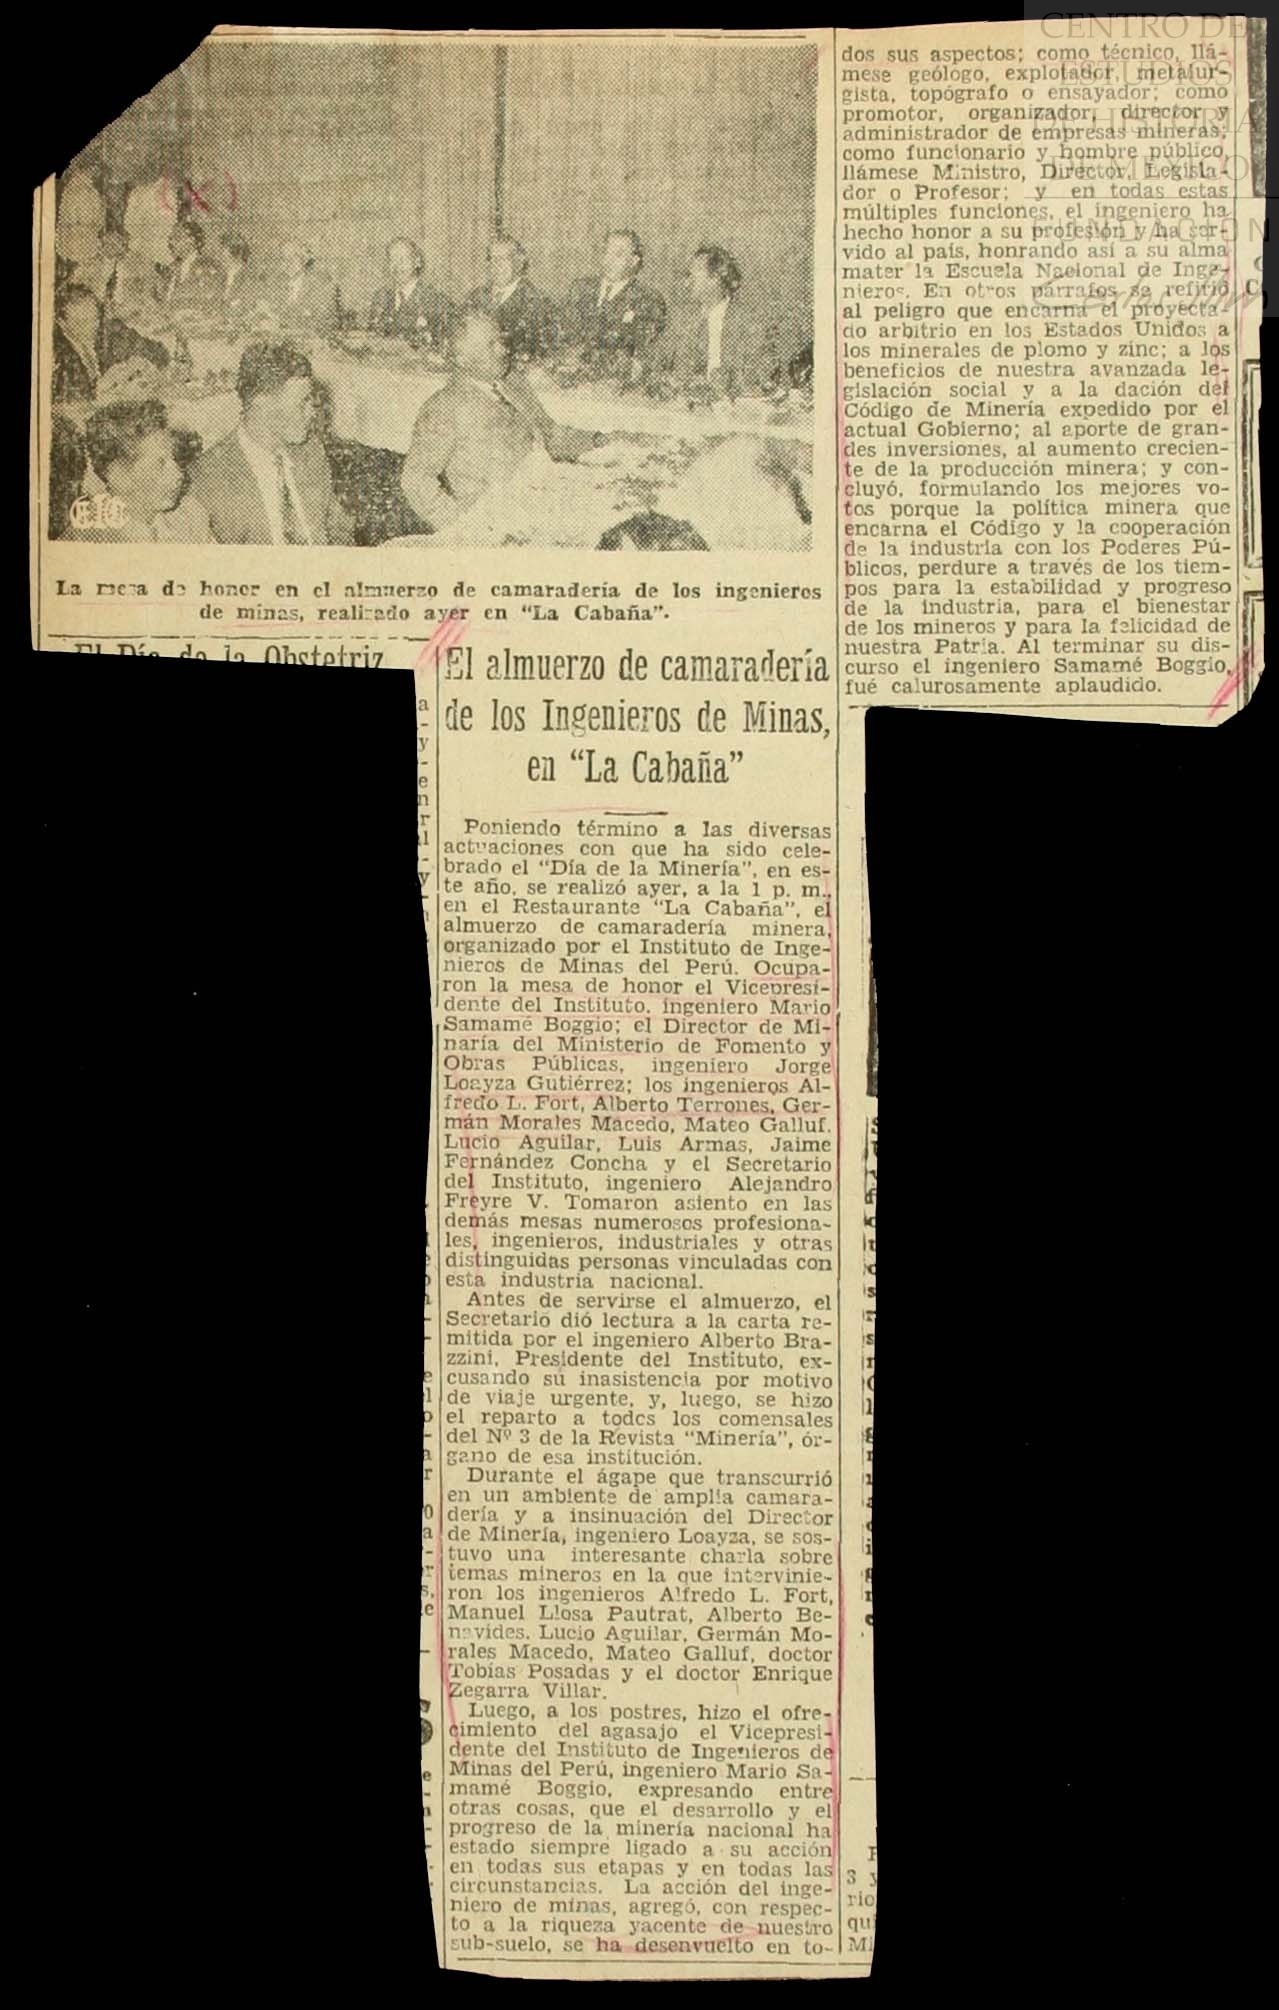 CENTRO DE
ESTUDIOS
DE HISTORIA
DE MÉXICO
FUNDACIÓN
La mesa de honor en el almuerzo de camaradería de los ingenieros
de minas, realizado ayer en "La Cabaña".
El Día de la Obstetriz
El almuerzo de camaradería
de los Ingenieros de Minas,
en "La Cabaña"
Poniendo término a las diversas
actuaciones con que ha sido cele-
brado el "Día de la Minería", en es-
te año, se realizó ayer, a la 1 p. m.,
en el Restaurante "La Cabaña", el
almuerzo de camaradería minera,
organizado por el Instituto de Inge-
nieros de Minas del Perú. Ocupa-
ron la mesa de honor el Vicepresi-
dente del Instituto, ingeniero Mario
Samamé Boggio; el Director de Mi-
naría del Ministerio de Fomento y
Obras Públicas, ingeniero Jorge
Loayza Gutiérrez; los ingenieros Al-
fredo L. Fort, Alberto Terrones, Ger-
mán Morales Macedo, Mateo Galluf,
Lucio Aguilar, Luis Armas, Jaime
Fernández Concha y el Secretario
del Instituto, ingeniero Alejandro
Freyre V. Tomaron asiento en las
demás mesas numerosos profesiona-
les, ingenieros, industriales y otras
distinguidas personas vinculadas con
esta industria nacional.
Antes de servirse el almuerzo, el
Secretario dió lectura a la carta re-
mitida por el ingeniero Alberto Bra-
zzini, Presidente del Instituto, ex-
cusando su inasistencia por motivo
de viaje urgente, y, luego, se hizo
el reparto a todos los comensales
del Nº 3 de la Revista "Minería", ór-
gano de esa institución.
Durante el ágape que transcurrió
en un ambiente de amplia camara-
dería y a insinuación del Director
de Minería, ingeniero Loayza, se sos-
tuvo una interesante charla sobre
temas mineros en la que intervinie-
ron los ingenieros Alfredo L. Fort,
Manuel Llosa Pautrat, Alberto Be-
navides, Lucio Aguilar, Germán Mo-
rales Macedo, Mateo Galluf, doctor
Tobías Posadas y el doctor Enrique
Zegarra Villar.
Luego, a los postres, hizo el ofre-
cimiento del agasajo el Vicepresi-
dente del Instituto de Ingenieros de
Minas del Perú, ingeniero Mario Sa-
mamé Boggio, expresando entre
otras cosas, que el desarrollo y el
progreso de la minería nacional ha
estado siempre ligado a su acción
en todas sus etapas y en todas las
circunstancias. La acción del inge-
niero de minas, agregó, con respec-
to a la riqueza yacente de nuestro
sub-suelo, se ha desenvuelto en to-
dos sus aspectos; como técnico, llá-
mese geólogo, explotador, metalur-
gista, topógrafo o ensayador; como
promotor, organizador, director y
administrador de empresas mineras;
como funcionario y hombre público,
llámese Ministro, Director, Legisla-
dor o Profesor; y en todas estas
múltiples funciones, el ingeniero ha
hecho honor a su profesión y ha ser-
vido al país, honrando así a su alma
mater la Escuela Nacional de Inge-
nieros. En otros párrafos se refirió
al peligro que encarna el proyecta-
do arbitrio en los Estados Unidos a
los minerales de plomo y zinc; a los
beneficios de nuestra avanzada le-
gislación social y a la dación del
Código de Minería expedido por el
actual Gobierno; al aporte de gran-
des inversiones, al aumento crecien-
te de la producción minera; y con-
cluyó, formulando los mejores vo-
tos porque la política minera que
encarna el Código y la cooperación
de la industria con los Poderes Pú-
blicos, perdure a través de los tiem-
pos para la estabilidad y progreso
de la industria, para el bienestar
de los mineros y para la felicidad de
nuestra Patria. Al terminar su dis-
curso el ingeniero Samamé Boggio,
fué calurosamente aplaudido.